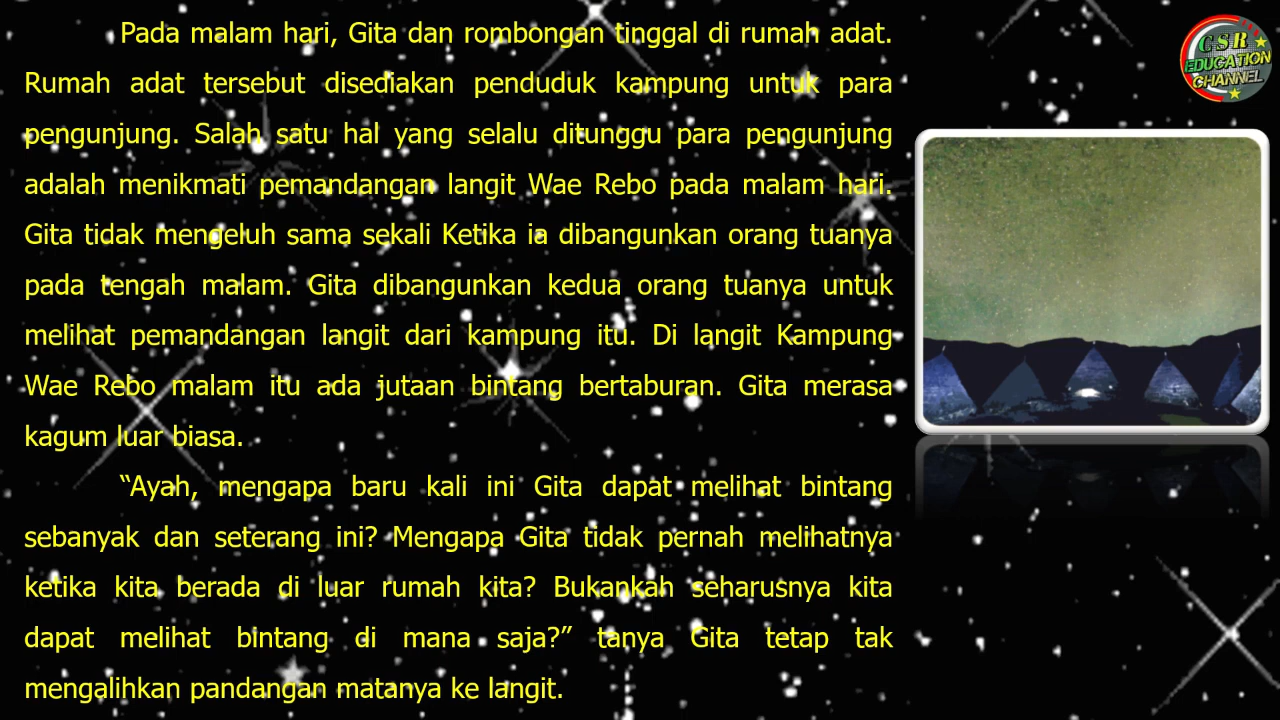 Pada malam hari, Gita dan rombongan tinggal di rumah adat.
Rumah adat tersebut disediakan penduduk kampung untuk para
pengunjung. Salah satu hal yang selalu ditunggu para pengunjung
adalah menikmati pemandangan langit Wae Rebo pada malam hari.
Gita tidak mengeluh sama sekali Ketika ia dibangunkan orang tuanya
pada tengah malam. Gita dibangunkan kedua orang tuanya untuk
melihat pemandangan langit dari kampung itu. Di langit Kampung
Wae Rebo malam itu ada jutaan bintang bertaburan. Gita merasa
kagum luar biasa.
“Ayah, mengapa baru kali ini Gita dapat melihat bintang
sebanyak dan seterang ini? Mengapa Gita tidak pernah melihatnya
ketika kita berada di luar rumah kita? Bukankah seharusnya kita
dapat melihat bintang di mana saja?” tanya Gita tetap tak
mengalihkan pandangan matanya ke langit.
CSR
EDUCATION
CHANNEL